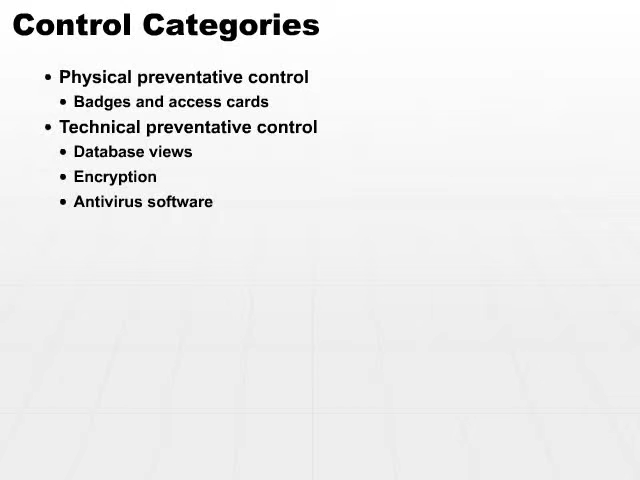 Control Categories
• Physical preventative control
• Badges and access cards
• Technical preventative control
• Database views
• Encryption
• Antivirus software